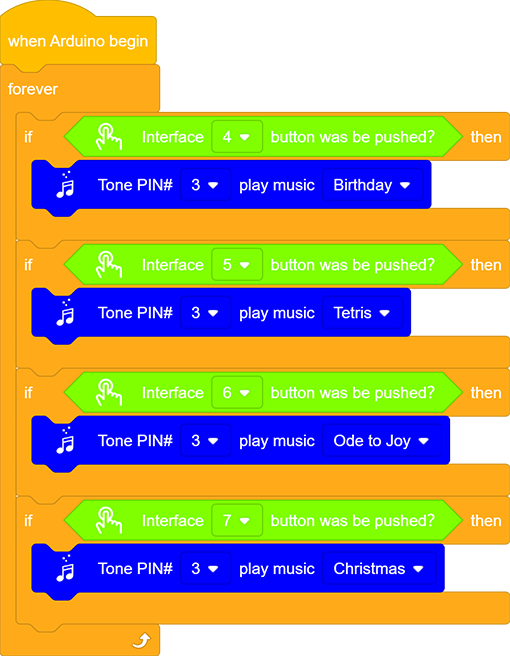 when Arduino begin
forever
if Interface 4 button was be pushed? then
Tone PIN# 3 play music Birthday
if Interface 5 button was be pushed? then
Tone PIN# 3 play music Tetris
if Interface 6 button was be pushed? then
Tone PIN# 3 play music Ode to Joy
if Interface 7 button was be pushed? then
Tone PIN# 3 play music Christmas